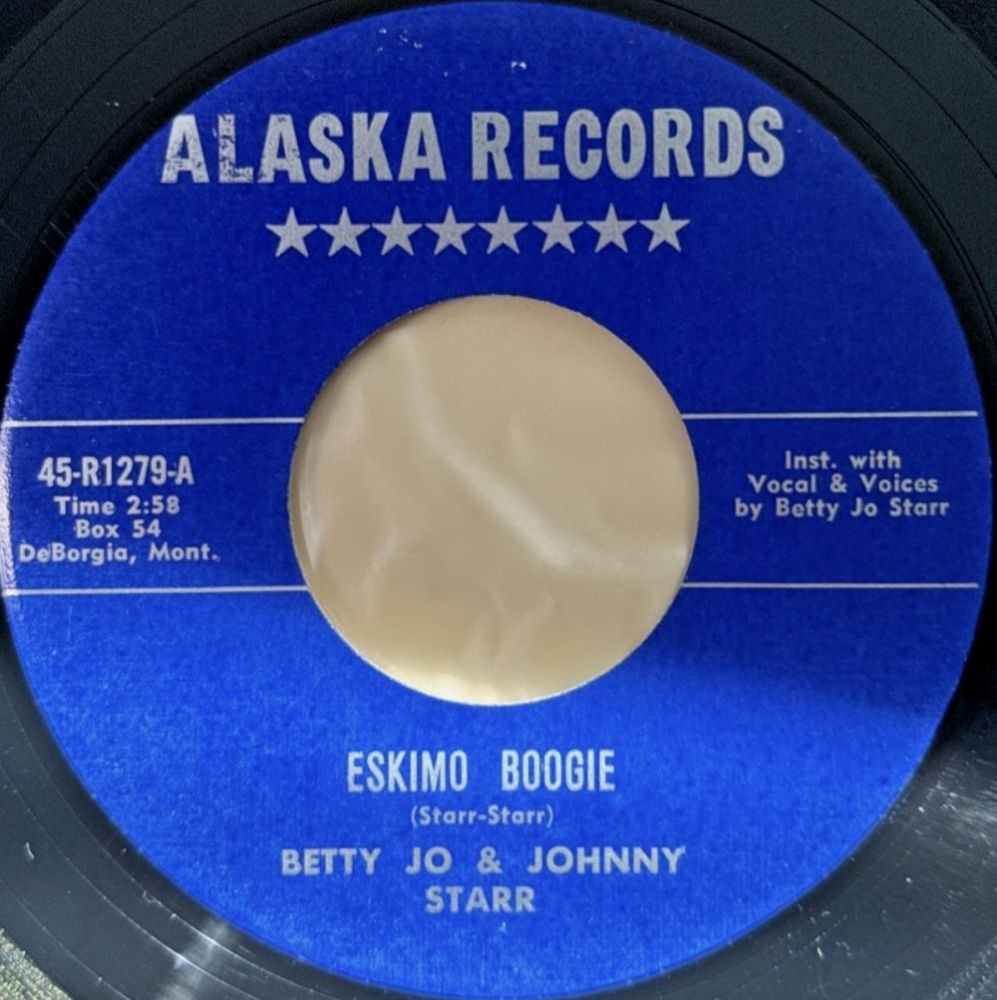 ALASKA RECORDS
★★★★★★★★
45-R1279-A
Time 2:58
Box 54
DeBorgia, Mont.
Inst. with
Vocal & Voices
by Betty Jo Starr
ESKIMO BOOGIE
(Starr-Starr)
BETTY JO & JOHNNY
STARR